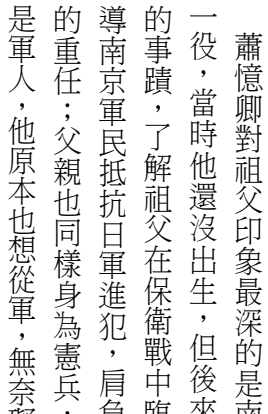 蕭憶卿對祖父印象最深的是南
一役，當時他還沒出生，但後來
的事蹟，了解祖父在保衛戰中臨
導南京軍民抵抗日軍進犯，肩負
的重任；父親也同樣身為憲兵，
是軍人，他原本也想從軍，無奈礙